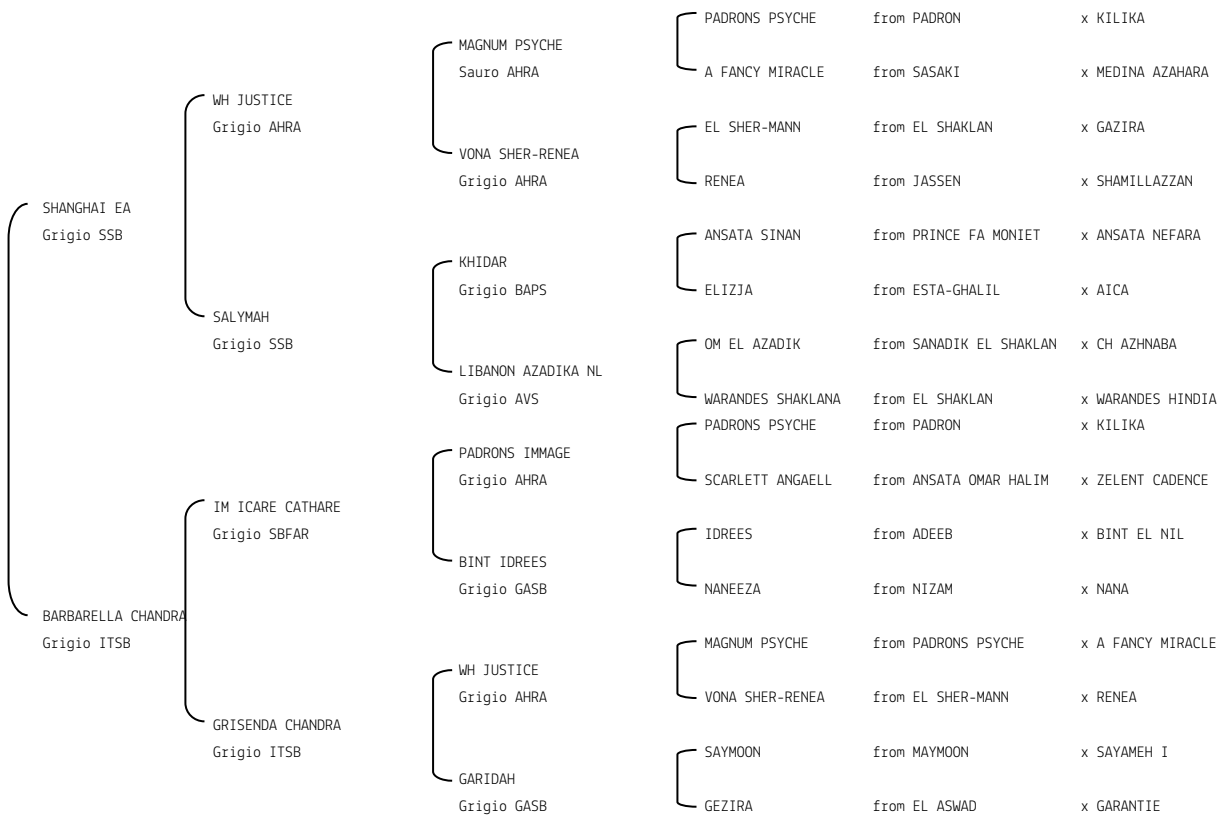 PADRONS PSYCHE from PADRON x KILIKA
MAGNUM PSYCHE
Sauro AHRA
A FANCY MIRACLE from SASAKI x MEDINA AZAHARA
WH JUSTICE
Grigio AHRA
EL SHER-MANN from EL SHAKLAN x GAZIRA
VONA SHER-RENEA
Grigio AHRA
RENEA from JASSEN x SHAMILLAZZAN
SHANGHAI EA
Grigio SSB
ANSATA SINAN from PRINCE FA MONIET x ANSATA NEFARA
KHIDAR
Grigio BAPS
ELIZJA from ESTA-GHALIL x AICA
SALYMAH
Grigio SSB
OM EL AZADIK from SANADIK EL SHAKLAN x CH AZHNABA
LIBANON AZADIKA NL
Grigio AVS
WARANDES SHAKLANA from EL SHAKLAN x WARANDES HINDIA
PADRONS PSYCHE from PADRON x KILIKA
PADRONS IMMAGE
Grigio AHRA
SCARLETT ANGAELL from ANSATA OMAR HALIM x ZELENT CADENCE
IM ICARE CATHARE
Grigio SBFAR
IDREES from ADEEB x BINT EL NIL
BINT IDREES
Grigio GASB
NANEEZA from NIZAM x NANA
BARBARELLA CHANDRA
Grigio ITSB
MAGNUM PSYCHE from PADRONS PSYCHE x A FANCY MIRACLE
WH JUSTICE
Grigio AHRA
VONA SHER-RENEA from EL SHER-MANN x RENEA
GRISENDA CHANDRA
Grigio ITSB
SAYMOON from MAYMOON x SAYAMEH I
GARIDAH
Grigio GASB
GEZIRA from EL ASWAD x GARANTIE